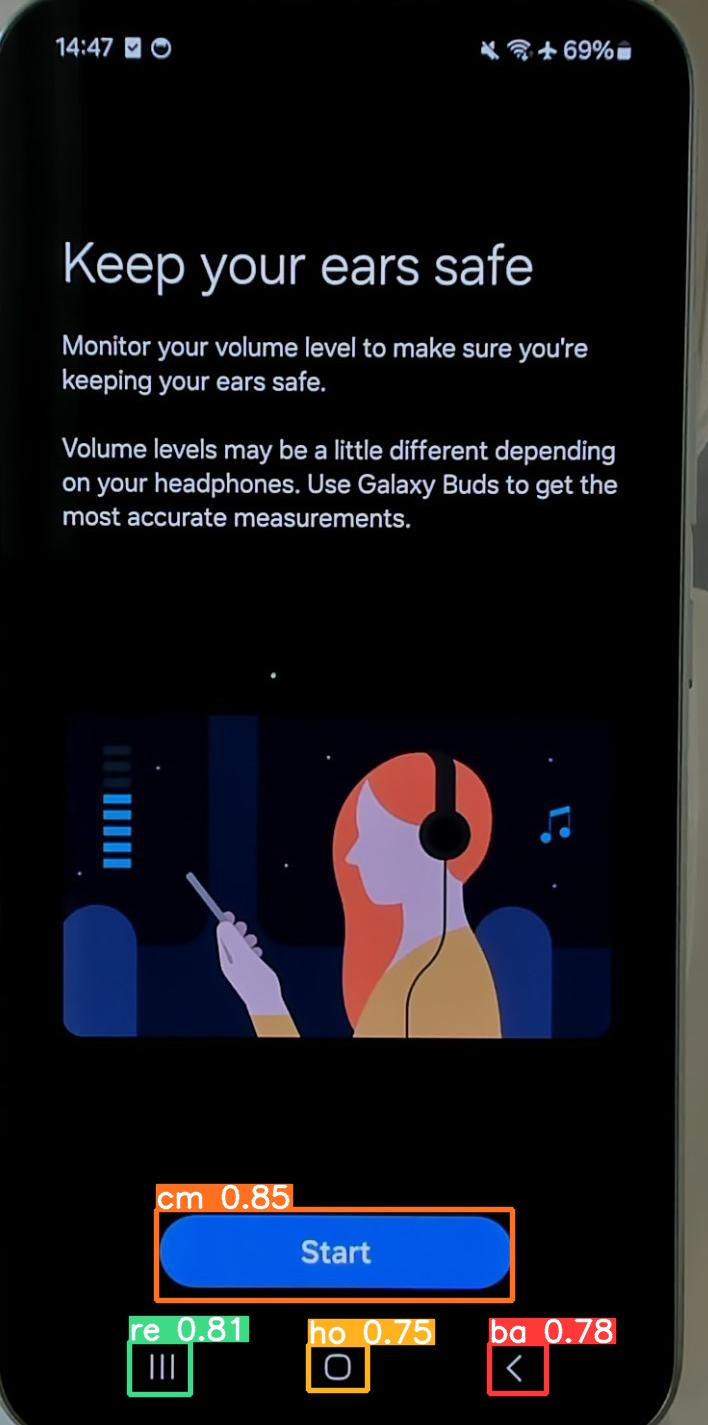 14:47
69%
Keep your ears safe
Monitor your volume level to make sure you're
keeping your ears safe.
Volume levels may be a little different depending
on your headphones. Use Galaxy Buds to get the
most accurate measurements.
cm 0.85
Start
re 0.81
ho 0.75
ba 0.78